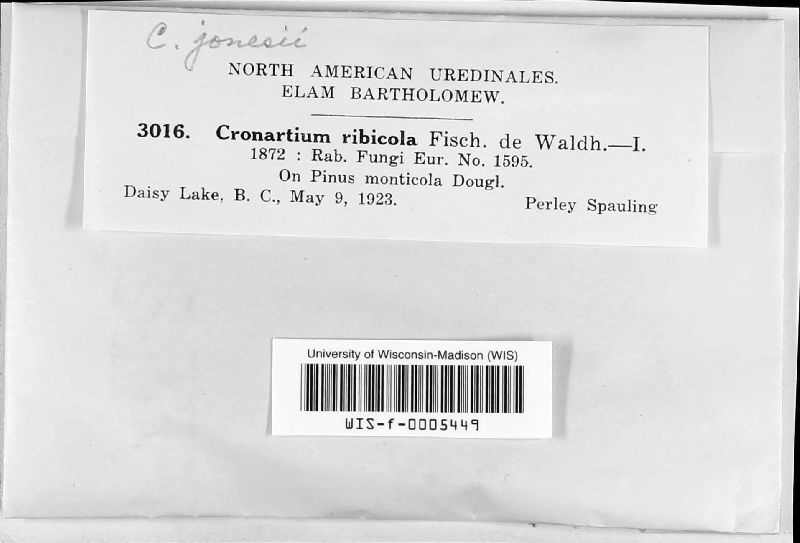 C. jonesii
NORTH AMERICAN UREDINALES.
ELAM BARTHOLOMEW.
3016. Cronartium ribicola Fisch. de Waldh.—I.
1872 : Rab. Fungi Eur. No. 1595.
On Pinus monticola Dougl.
Daisy Lake, B. C., May 9, 1923.
Perley Spauling
University of Wisconsin-Madison (WIS)
WIS-f-0005449